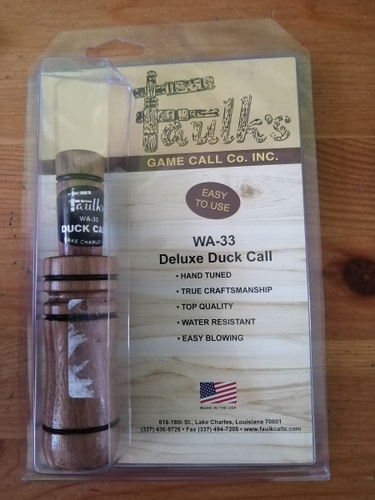 Faulk's
GAME CALL Co. INC.
EASY
TO USE
WA-33
Deluxe Duck Call
• HAND TUNED
• TRUE CRAFTSMANSHIP
• TOP QUALITY
• WATER RESISTANT
• EASY BLOWING
MADE IN THE USA
616-18th St., Lake Charles, Louisiana 70601
(337) 436-9726 • Fax (337) 494-7205 • www.faulkcalls.com
Faulk's
WA-33
DUCK CALL
LAKE CHARLES